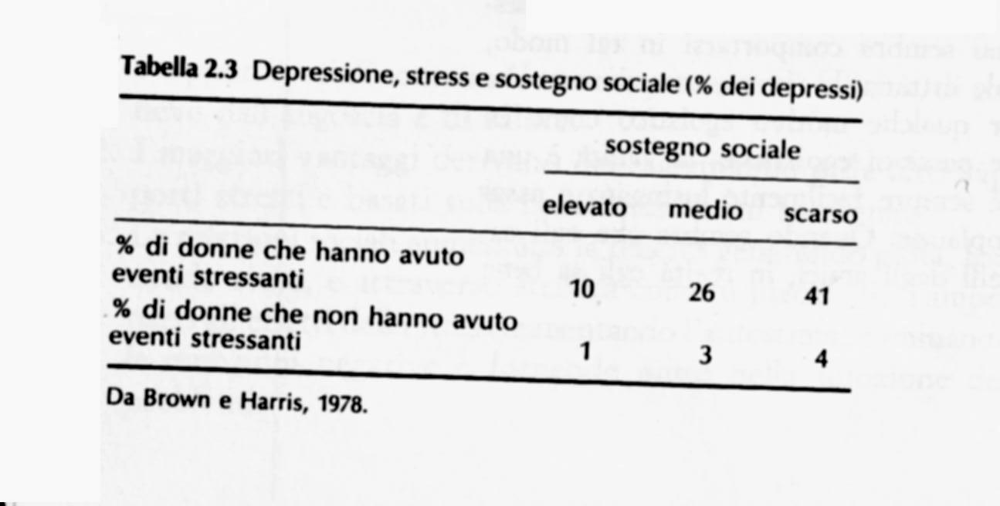 Tabella 2.3 Depressione, stress e sostegno sociale (% dei depressi)
sostegno sociale
elevato medio scarso
% di donne che hanno avuto
eventi stressanti 10 26 41
% di donne che non hanno avuto
eventi stressanti 1 3 4
Da Brown e Harris, 1978.